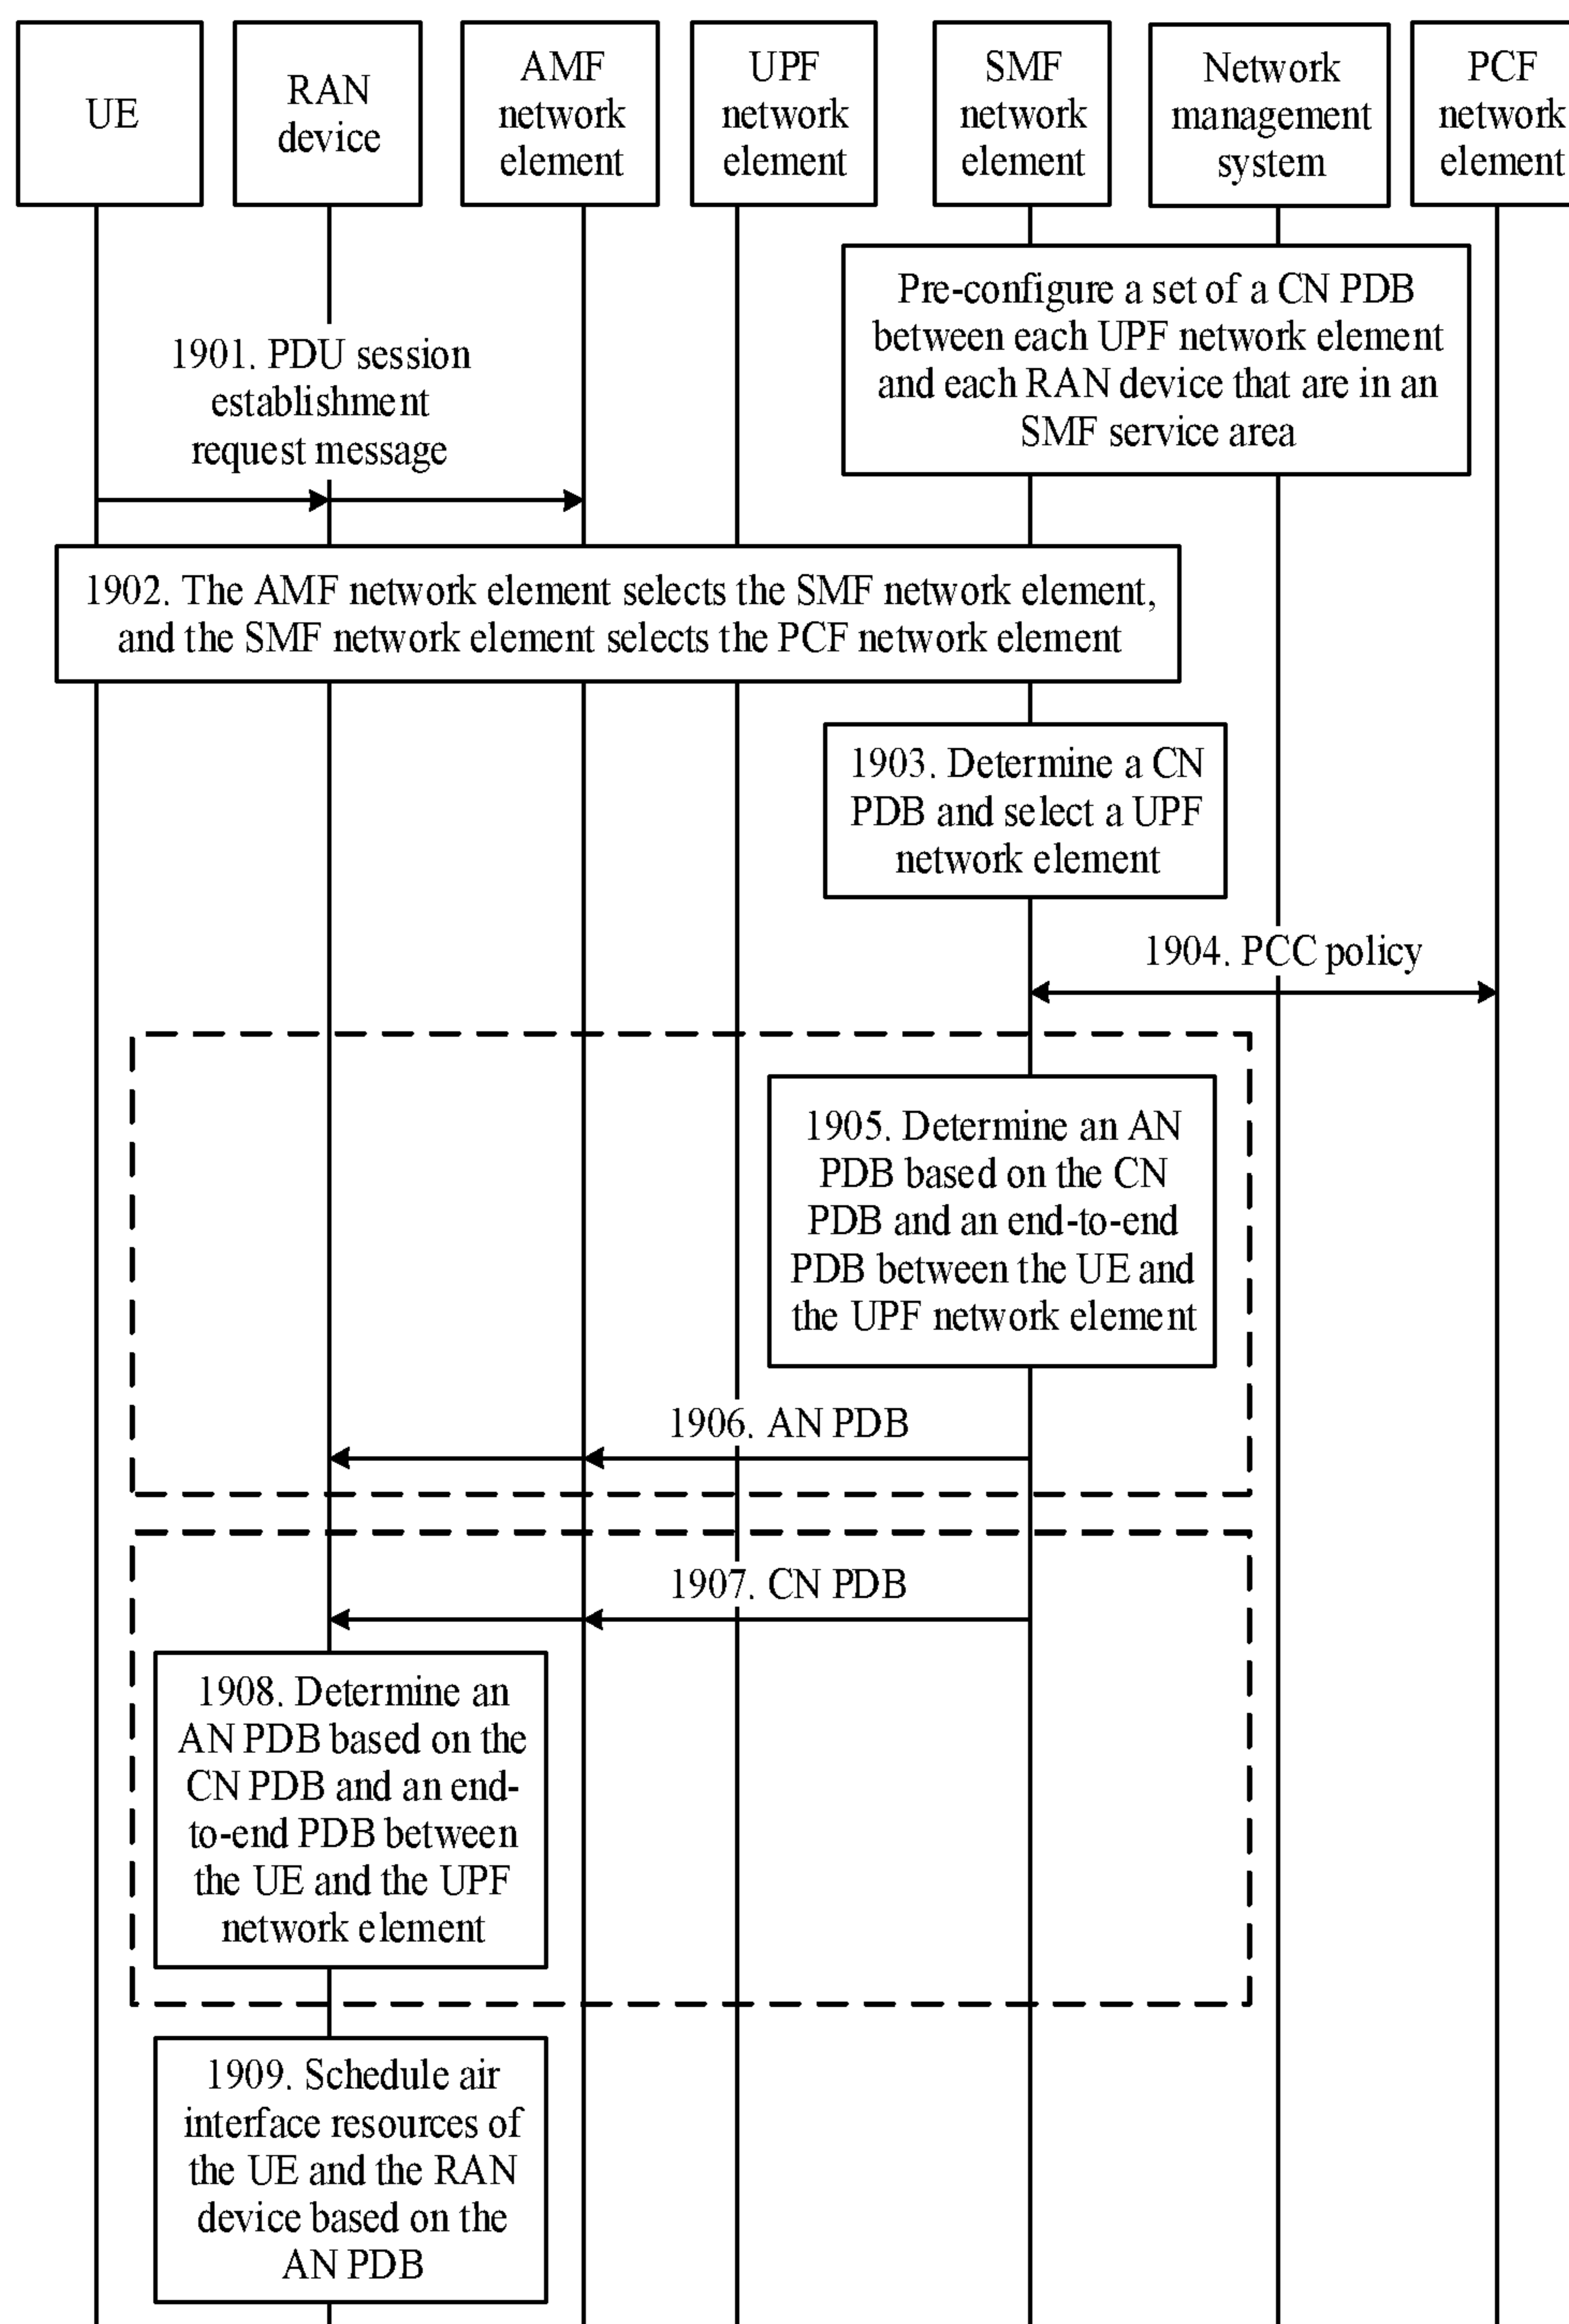 UE
RAN
device
AMF
network
element
UPF
network
element
SMF
network
element
Network
management
system
PCF
network
element
Pre-configure a set of a CN PDB
between each UPF network element
and each RAN device that are in an
SMF service area
1901. PDU session
establishment
request message
1902. The AMF network element selects the SMF network element,
and the SMF network element selects the PCF network element
1903. Determine a CN
PDB and select a UPF
network element
1904. PCC policy
1905. Determine an AN
PDB based on the CN
PDB and an end-to-end
PDB between the UE and
the UPF network element
1906. AN PDB
1907. CN PDB
1908. Determine an
AN PDB based on the
CN PDB and an end-
to-end PDB between
the UE and the UPF
network element
1909. Schedule air
interface resources of
the UE and the RAN
device based on the
AN PDB